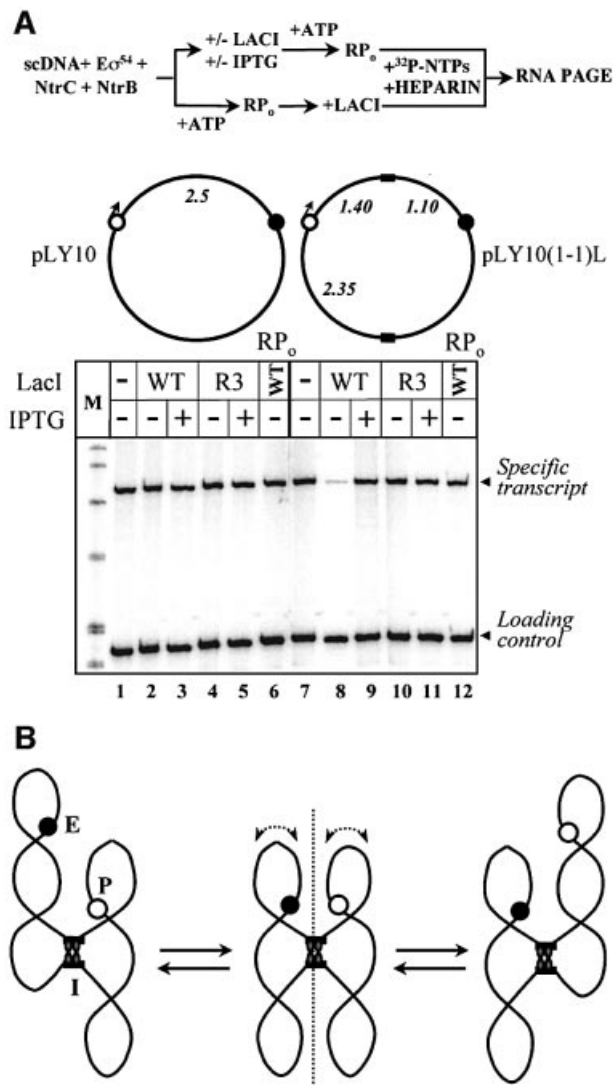 A
scDNA+ Eσ⁵⁴ +
NtrC + NtrB
+/- LACI
+/- IPTG
+ATP
RPₒ
+³²P-NTPs
+HEPARIN
RNA PAGE
+ATP
RPₒ
+LACI
2.5
pLY10
1.40
1.10
2.35
pLY10(1-1)L
RPₒ
RPₒ
LacI
M
-
WT
R3
WT
-
WT
R3
WT
IPTG
- - + - + - - - + - + -
Specific
transcript
Loading
control
1 2 3 4 5 6 7 8 9 10 11 12
B
E
P
I